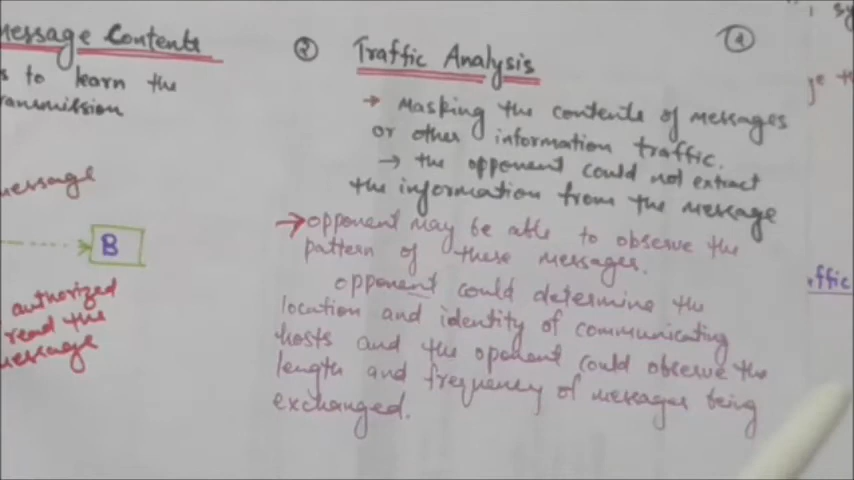 Message Contents
s to learn the
ransmission
message
B
authorized
read the
message
② Traffic Analysis
→ Masking the contents of messages
or other information traffic.
→ the opponent could not extract
the information from the message
→ opponent may be able to observe the
pattern of these messages.
opponent could determine the
location and identity of communicating
hosts and the oponent could observe the
length and frequency of messages being
exchanged.
ffic